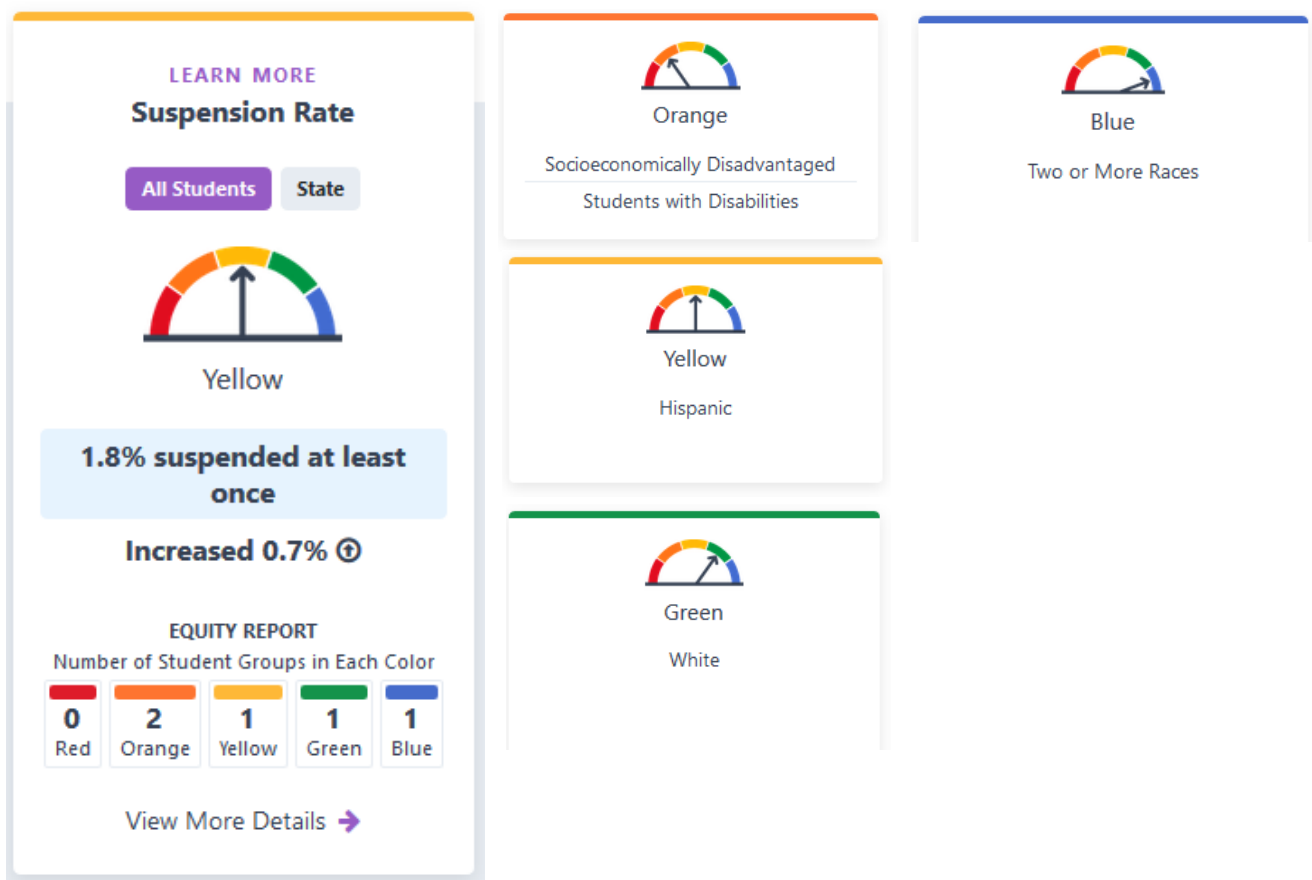 LEARN MORE
Suspension Rate
All Students
State
Yellow
1.8% suspended at least
once
Increased 0.7%
EQUITY REPORT
Number of Student Groups in Each Color
0
Red
2
Orange
1
Yellow
1
Green
1
Blue
View More Details
Orange
Socioeconomically Disadvantaged
Students with Disabilities
Yellow
Hispanic
Green
White
Blue
Two or More Races